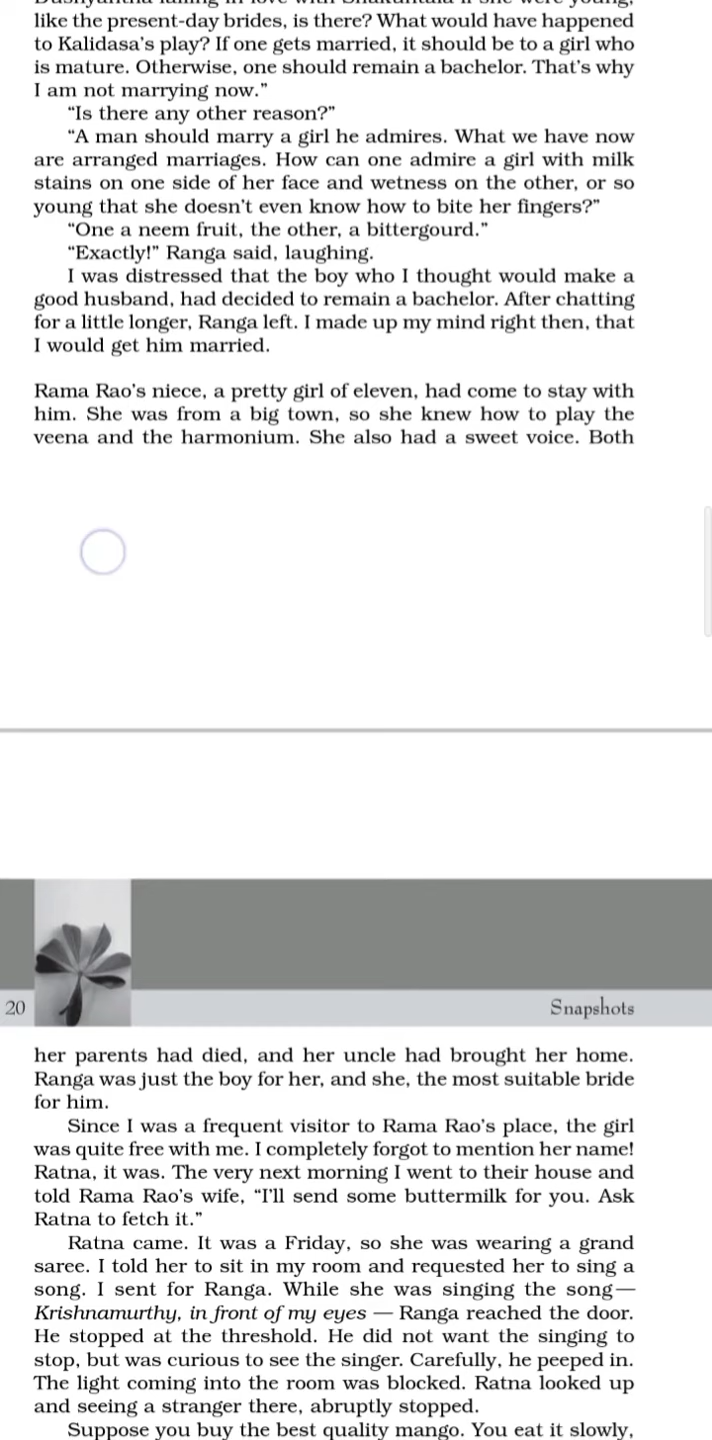 like the present-day brides, is there? What would have happened
to Kalidasa's play? If one gets married, it should be to a girl who
is mature. Otherwise, one should remain a bachelor. That's why
I am not marrying now."
"Is there any other reason?"
"A man should marry a girl he admires. What we have now
are arranged marriages. How can one admire a girl with milk
stains on one side of her face and wetness on the other, or so
young that she doesn't even know how to bite her fingers?"
"One a neem fruit, the other, a bittergourd."
"Exactly!" Ranga said, laughing.
I was distressed that the boy who I thought would make a
good husband, had decided to remain a bachelor. After chatting
for a little longer, Ranga left. I made up my mind right then, that
I would get him married.
Rama Rao's niece, a pretty girl of eleven, had come to stay with
him. She was from a big town, so she knew how to play the
veena and the harmonium. She also had a sweet voice. Both
20
Snapshots
her parents had died, and her uncle had brought her home.
Ranga was just the boy for her, and she, the most suitable bride
for him.
Since I was a frequent visitor to Rama Rao's place, the girl
was quite free with me. I completely forgot to mention her name!
Ratna, it was. The very next morning I went to their house and
told Rama Rao's wife, "I'll send some buttermilk for you. Ask
Ratna to fetch it."
Ratna came. It was a Friday, so she was wearing a grand
saree. I told her to sit in my room and requested her to sing a
song. I sent for Ranga. While she was singing the song—
Krishnamurthy, in front of my eyes — Ranga reached the door.
He stopped at the threshold. He did not want the singing to
stop, but was curious to see the singer. Carefully, he peeped in.
The light coming into the room was blocked. Ratna looked up
and seeing a stranger there, abruptly stopped.
Suppose you buy the best quality mango. You eat it slowly,